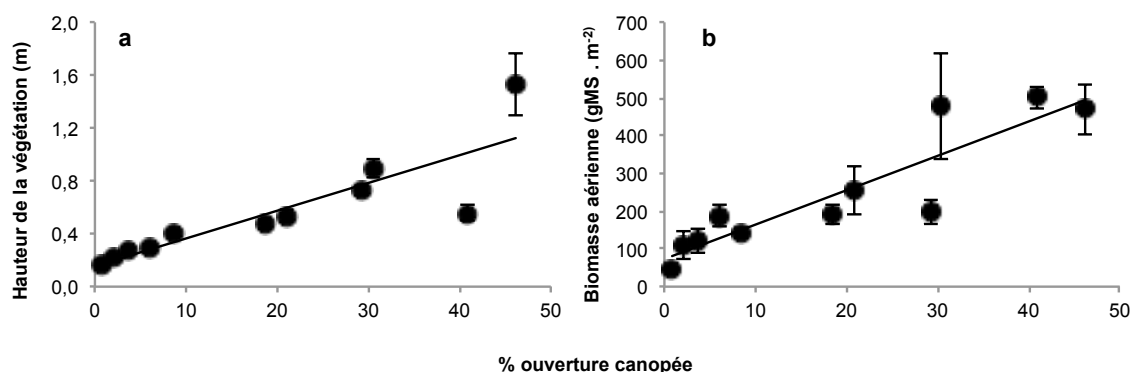 a
Hauteur de la végétation (m)
2,0
1,6
1,2
0,8
0,4
0,0
0 10 20 30 40 50
b
Biomasse aérienne (gMS . m-2)
700
600
500
400
300
200
100
0
0 10 20 30 40 50
% ouverture canopée